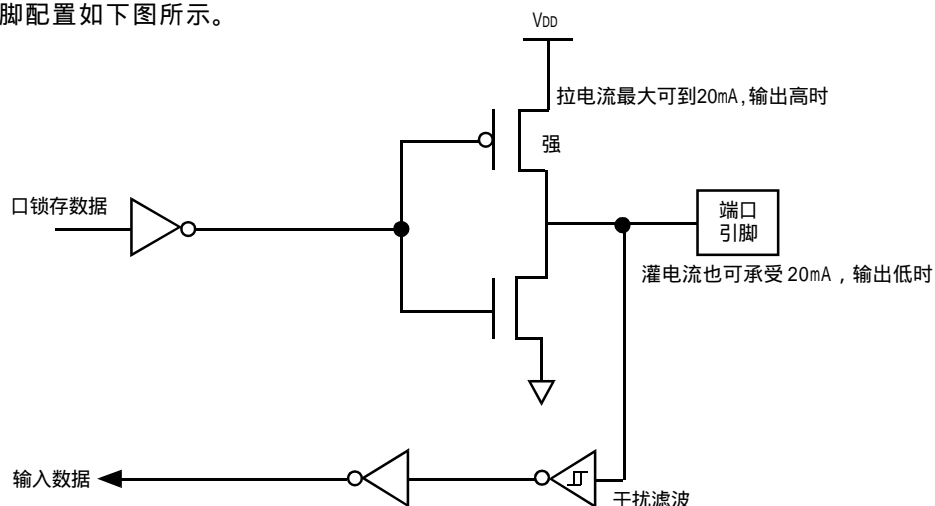 脚配置如下图所示。
VDD
拉电流最大可到20mA,输出高时
强
口锁存数据
端口
引脚
灌电流也可承受 20mA , 输出低时
输入数据
干扰滤波